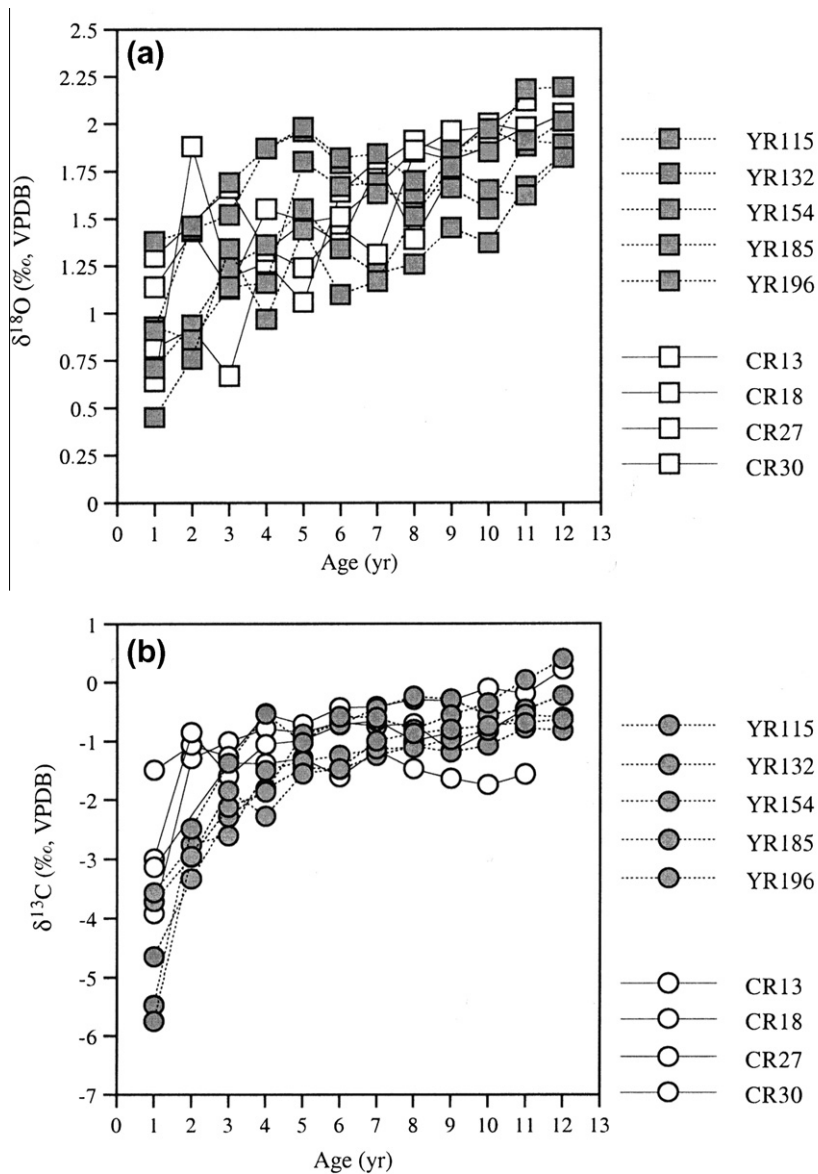 (a)
δ18O (‰, VPDB)
2.5
2.25
2
1.75
1.5
1.25
1
0.75
0.5
0.25
0
0 1 2 3 4 5 6 7 8 9 10 11 12 13
Age (yr)
YR115
YR132
YR154
YR185
YR196
CR13
CR18
CR27
CR30
(b)
δ13C (‰, VPDB)
1
0
-1
-2
-3
-4
-5
-6
-7
0 1 2 3 4 5 6 7 8 9 10 11 12 13
Age (yr)
YR115
YR132
YR154
YR185
YR196
CR13
CR18
CR27
CR30